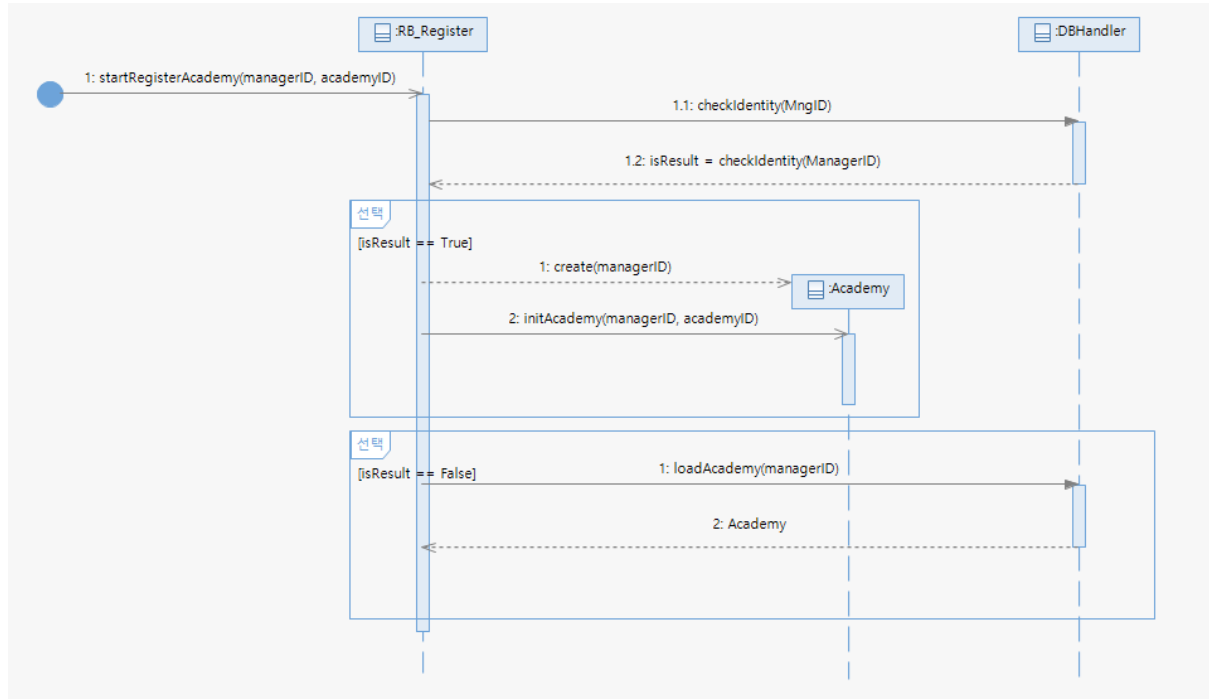 :RB_Register
:DBHandler
1: startRegisterAcademy(managerID, academyID)
1.1: checkIdentity(MngID)
1.2: isResult = checkIdentity(ManagerID)
선택
[isResult == True]
1: create(managerID)
:Academy
2: initAcademy(managerID, academyID)
선택
[isResult == False]
1: loadAcademy(managerID)
2: Academy